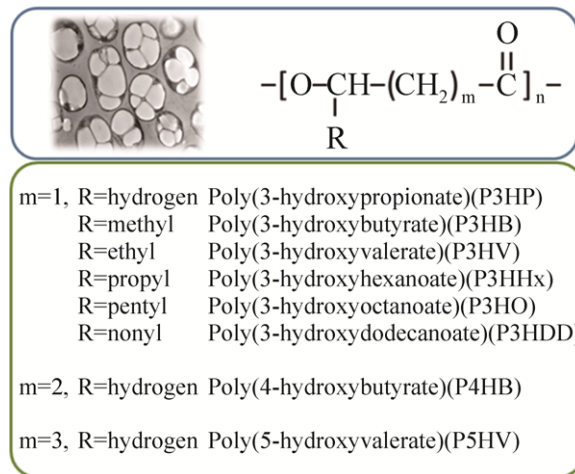 O
-[O-CH-(CH₂)ₘ-C]ₙ-
R
m=1, R=hydrogen Poly(3-hydroxypropionate)(P3HP)
R=methyl Poly(3-hydroxybutyrate)(P3HB)
R=ethyl Poly(3-hydroxyvalerate)(P3HV)
R=propyl Poly(3-hydroxyhexanoate)(P3HHx)
R=pentyl Poly(3-hydroxyoctanoate)(P3HO)
R=nonyl Poly(3-hydroxydodecanoate)(P3HDD)
m=2, R=hydrogen Poly(4-hydroxybutyrate)(P4HB)
m=3, R=hydrogen Poly(5-hydroxyvalerate)(P5HV)